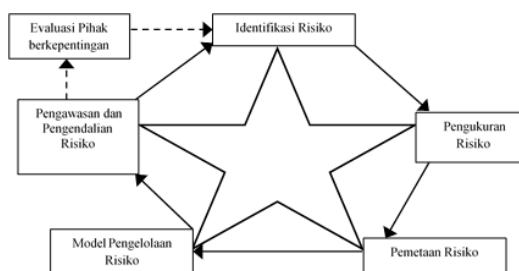 Evaluasi Pihak
berkepentingan
Identifikasi Risiko
Pengawasan dan
Pengendalian
Risiko
Pengukuran
Risiko
Model Pengelolaan
Risiko
Pemetaan Risiko